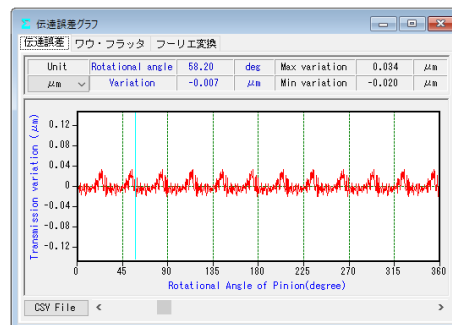 伝達誤差グラフ
伝達誤差 ワウ・フラッタ フーリエ変換
Unit Rotational angle 58.20 deg Max variation 0.034 μm
μm Variation -0.007 μm Min variation -0.020 μm
Transmission variation (μm)
0.12
0.08
0.04
0
-0.04
-0.08
-0.12
0 45 90 135 180 225 270 315 360
Rotational Angle of Pinion(degree)
CSV File